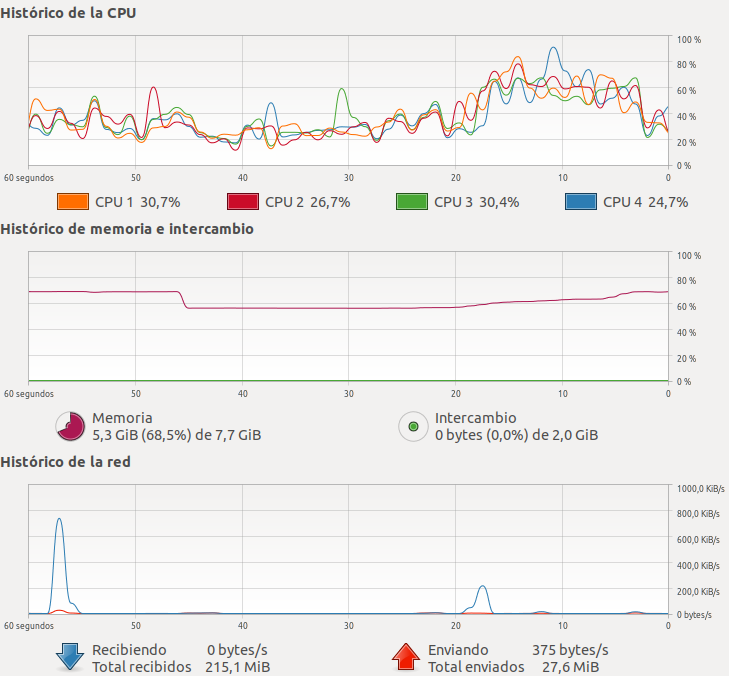 Histórico de la CPU
100 %
80 %
60 %
40 %
20 %
0 %
60 segundos 50 40 30 20 10 0
CPU 1 30,7% CPU 2 26,7% CPU 3 30,4% CPU 4 24,7%
Histórico de memoria e intercambio
100 %
80 %
60 %
40 %
20 %
0 %
60 segundos 50 40 30 20 10 0
Memoria
5,3 GiB (68,5%) de 7,7 GiB
Intercambio
0 bytes (0,0%) de 2,0 GiB
Histórico de la red
1000,0 KiB/s
800,0 KiB/s
600,0 KiB/s
400,0 KiB/s
200,0 KiB/s
0 bytes/s
60 segundos 50 40 30 20 10 0
Recibiendo 0 bytes/s
Total recibidos 215,1 MiB
Enviando 375 bytes/s
Total enviados 27,6 MiB